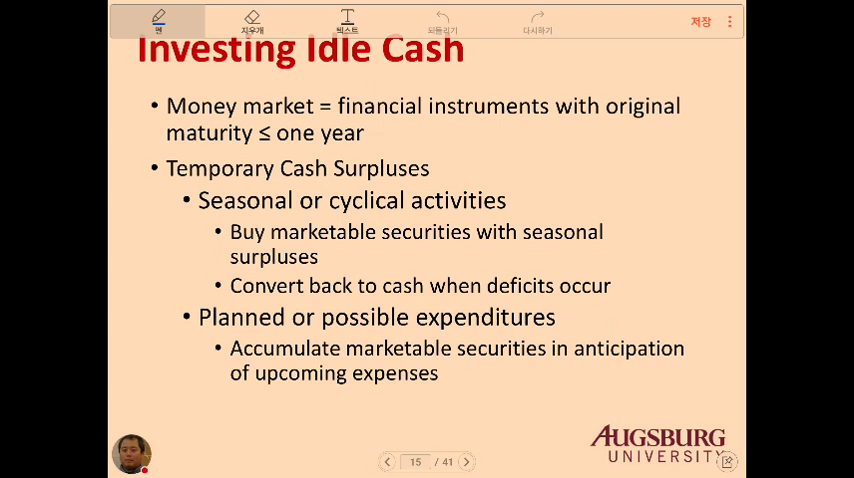 펜
지우개
텍스트
되돌리기
다시하기
저장
Investing Idle Cash
• Money market = financial instruments with original
maturity ≤ one year
• Temporary Cash Surpluses
• Seasonal or cyclical activities
• Buy marketable securities with seasonal
surpluses
• Convert back to cash when deficits occur
• Planned or possible expenditures
• Accumulate marketable securities in anticipation
of upcoming expenses
AUGSBURG
UNIVERSITY
15 / 41